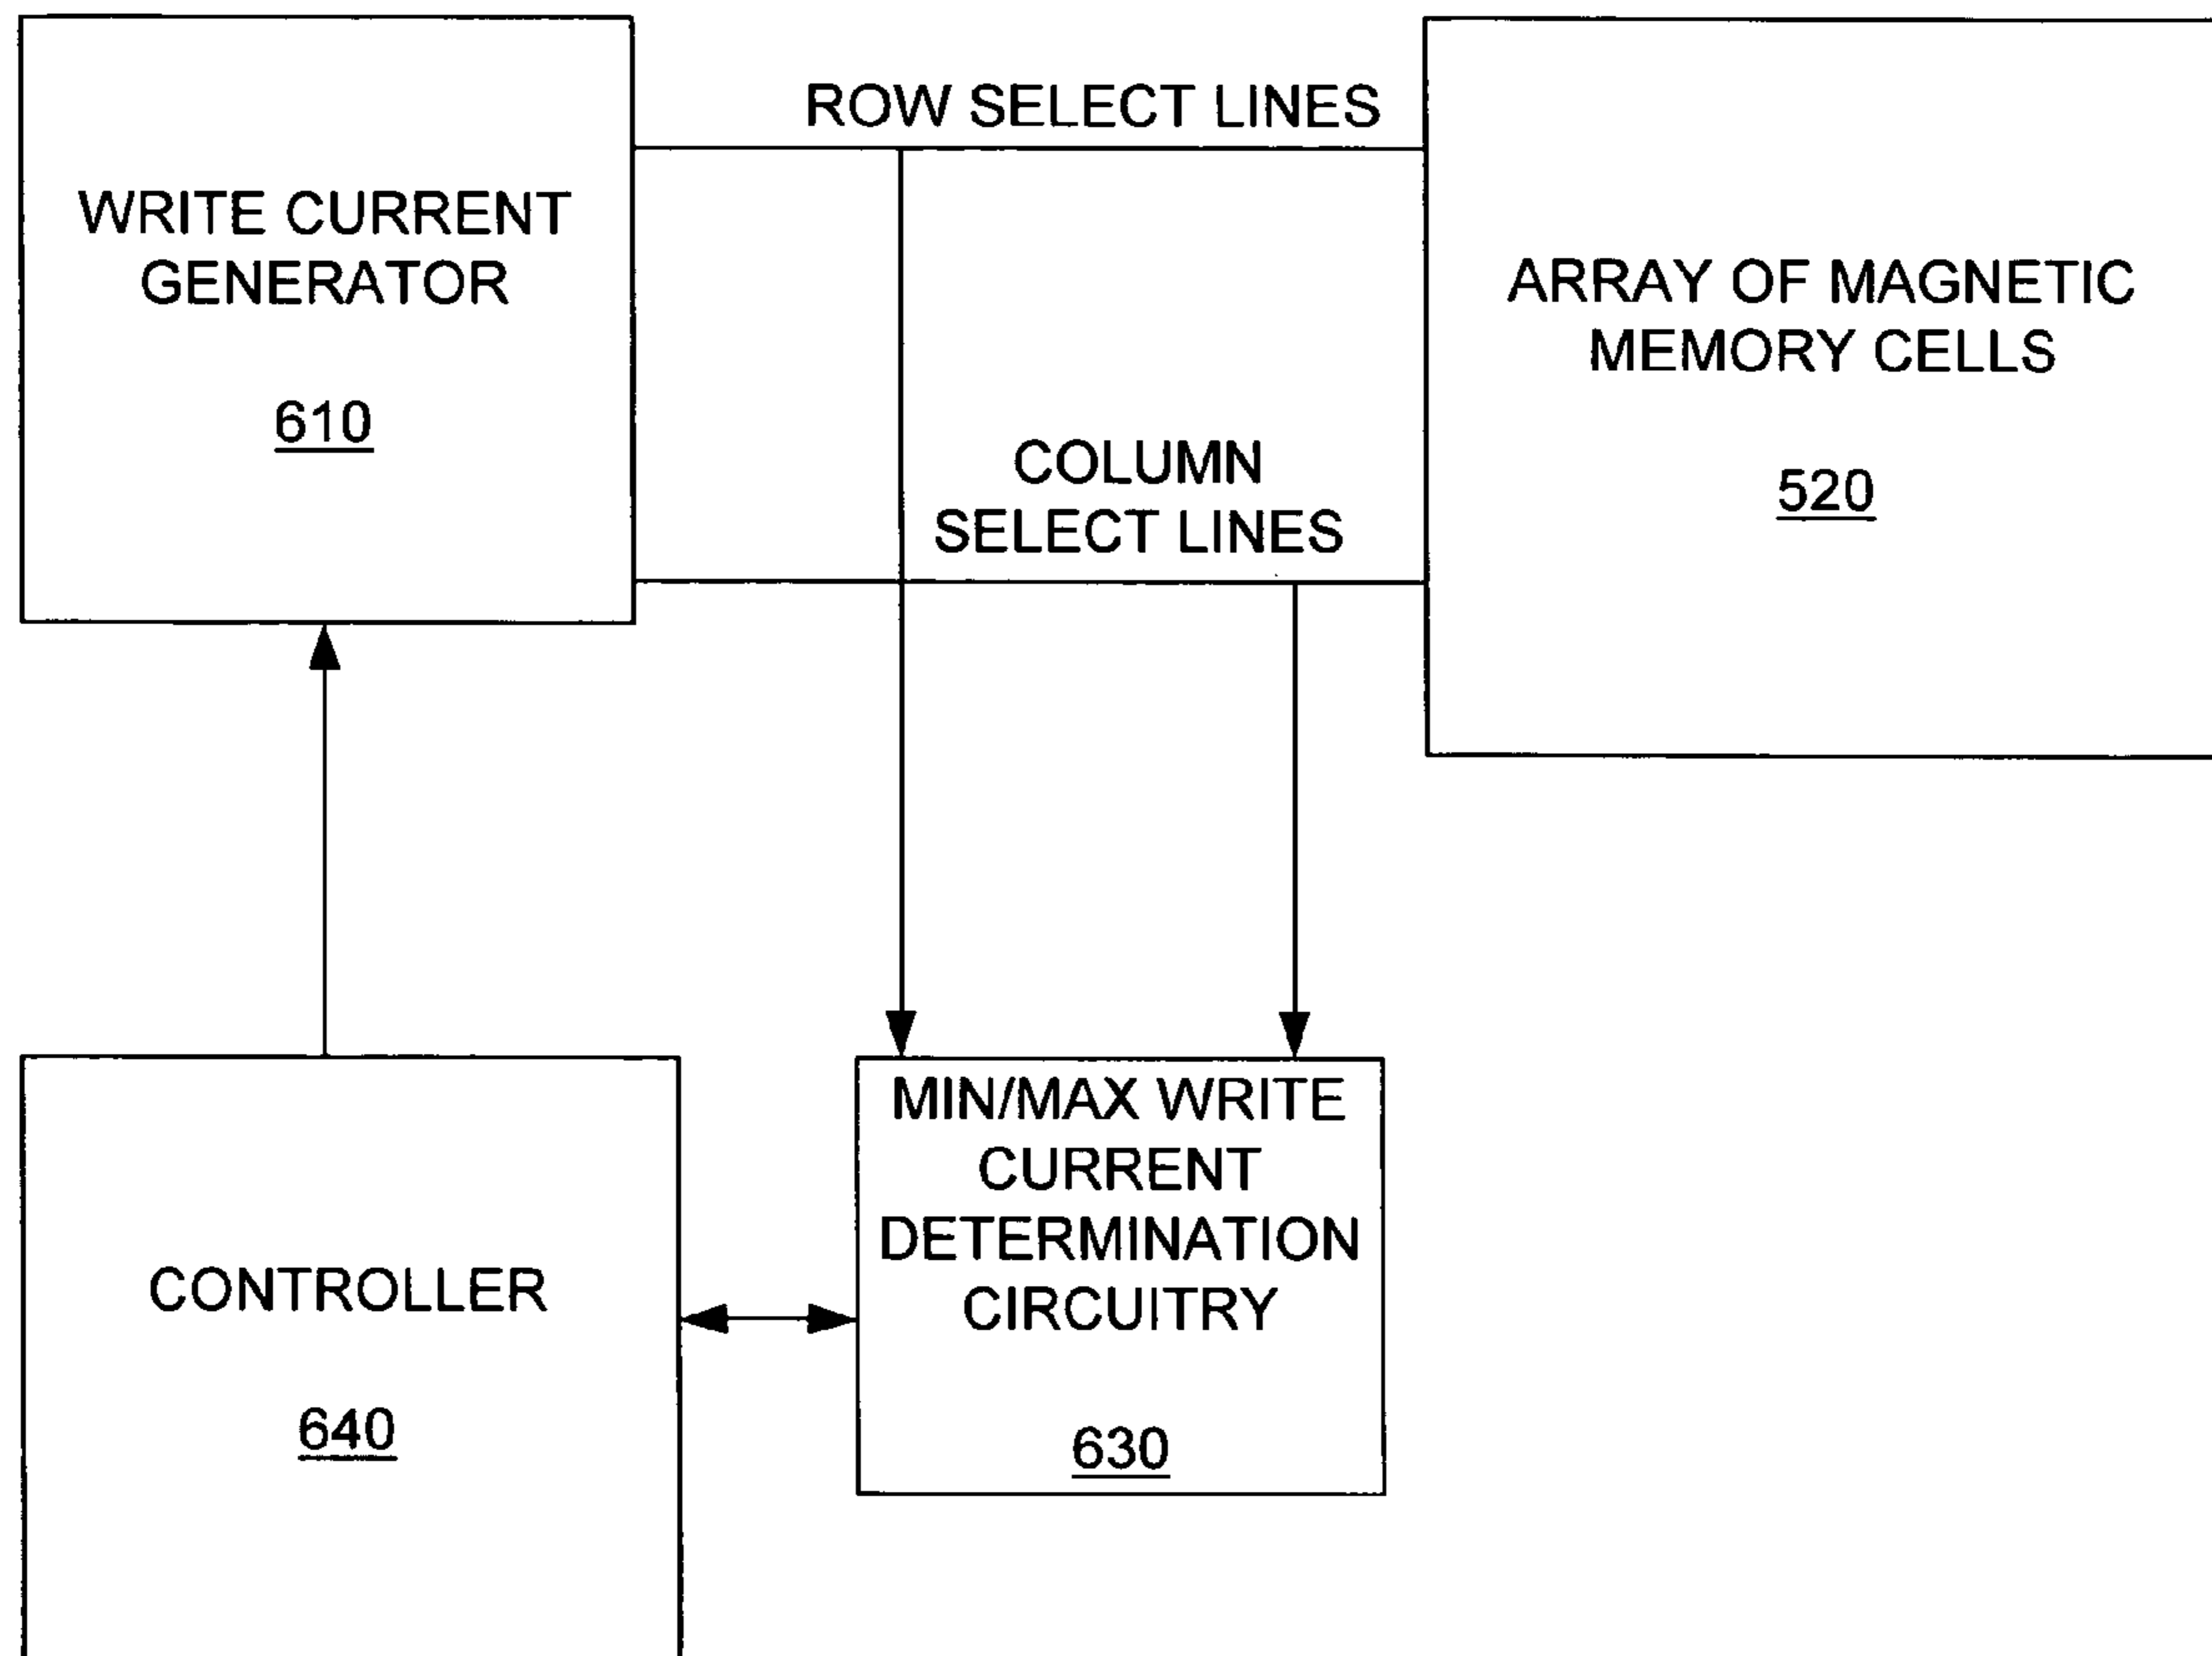 ROW SELECT LINES
WRITE CURRENT
GENERATOR
610
ARRAY OF MAGNETIC
MEMORY CELLS
520
COLUMN
SELECT LINES
CONTROLLER
640
MIN/MAX WRITE
CURRENT
DETERMINATION
CIRCUITRY
630